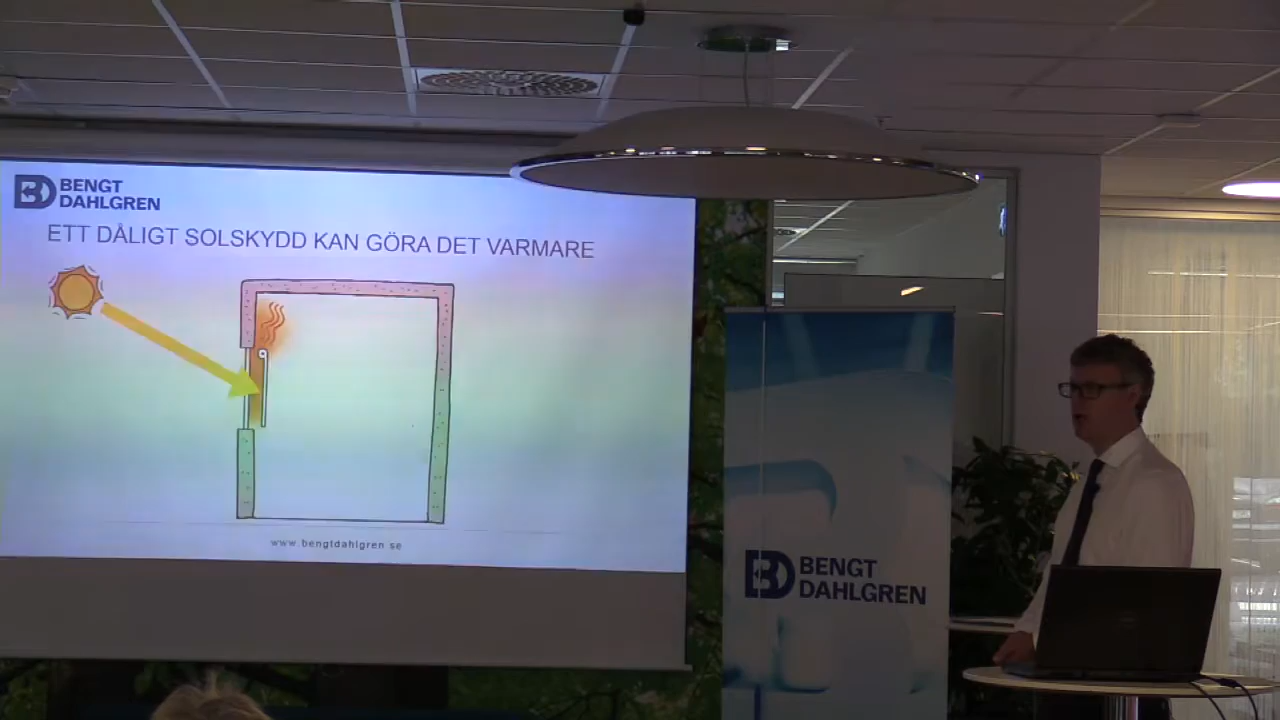 BENGT
DAHLGREN
ETT DÅLIGT SOLSKYDD KAN GÖRA DET VARMARE
www.bengtdahlgren.se
BENGT
DAHLGREN